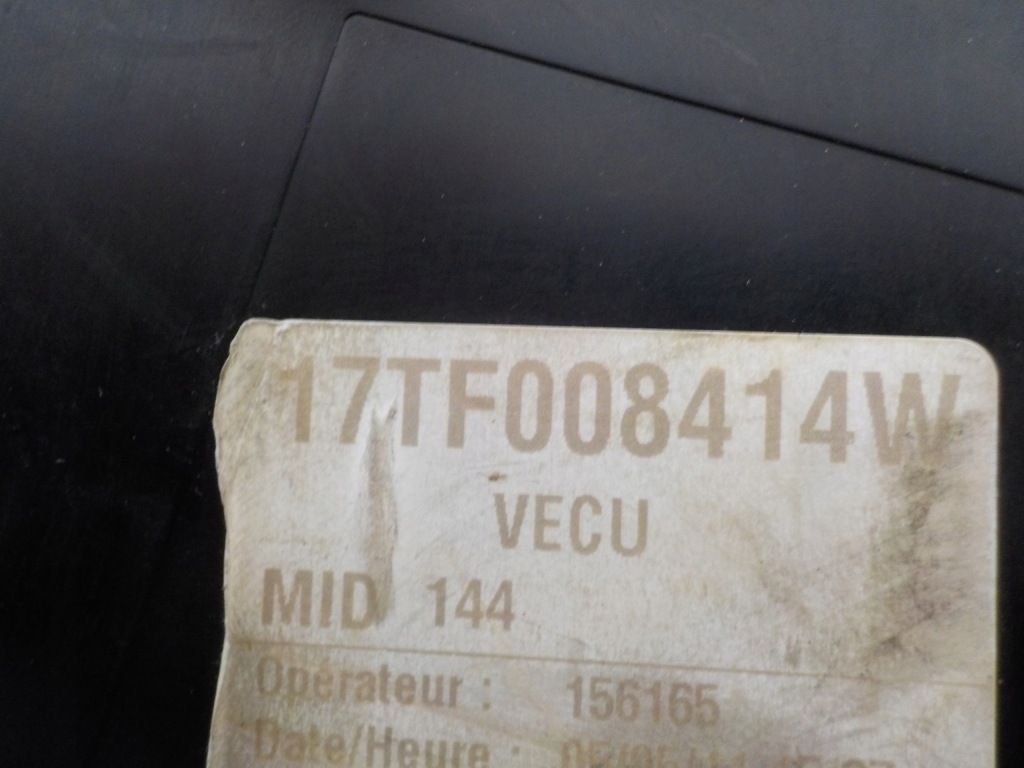 17TF008414W
VECU
MID 144
Opérateur : 156165
Date/Heure :